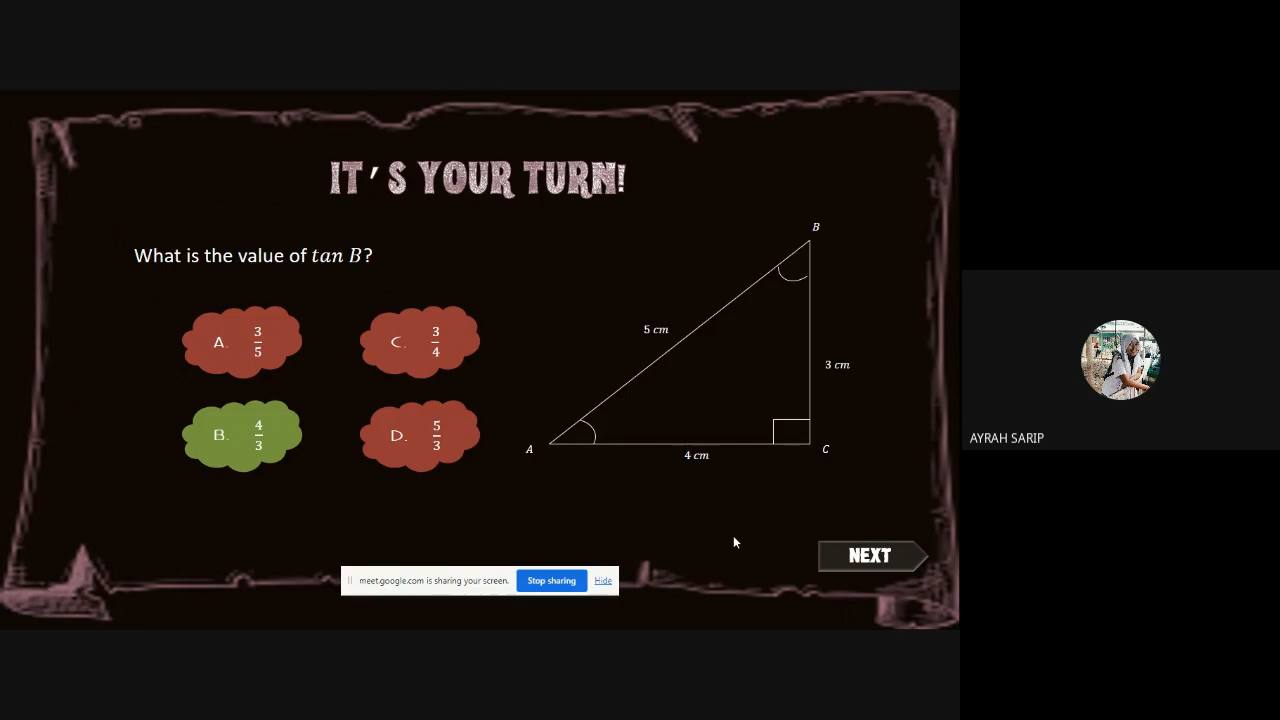 IT'S YOUR TURN!
What is the value of tan B?
A. 3/5
C. 3/4
B. 4/3
D. 5/3
B
5 cm
3 cm
A
4 cm
C
NEXT
meet.google.com is sharing your screen.
Stop sharing
Hide
AYRAH SARIP